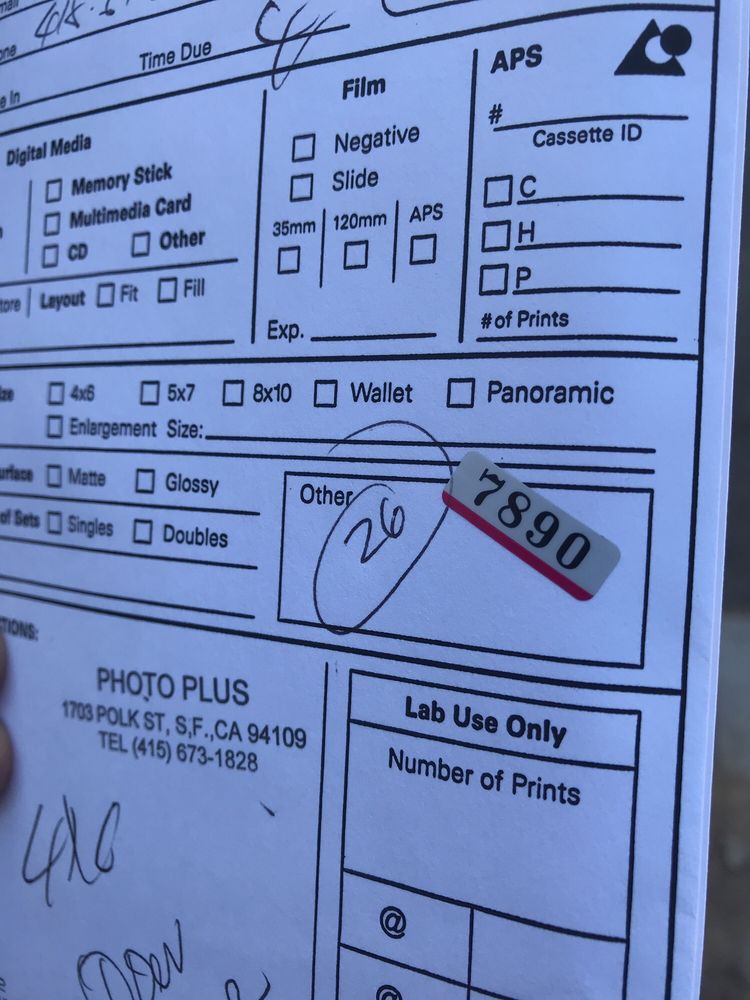 Time Due
Film
APS
#
Cassette ID
Digital Media
Memory Stick
Multimedia Card
CD Other
Layout Fit Fill
Negative
Slide
35mm 120mm APS
Exp.
C
H
P
# of Prints
4x6 5x7 8x10 Wallet Panoramic
Enlargement Size:
Matte Glossy
of Sets Singles Doubles
Other
26
7890
TIONS:
PHOTO PLUS
1703 POLK ST, S,F.,CA 94109
TEL (415) 673-1828
4x6
Lab Use Only
Number of Prints
@
@